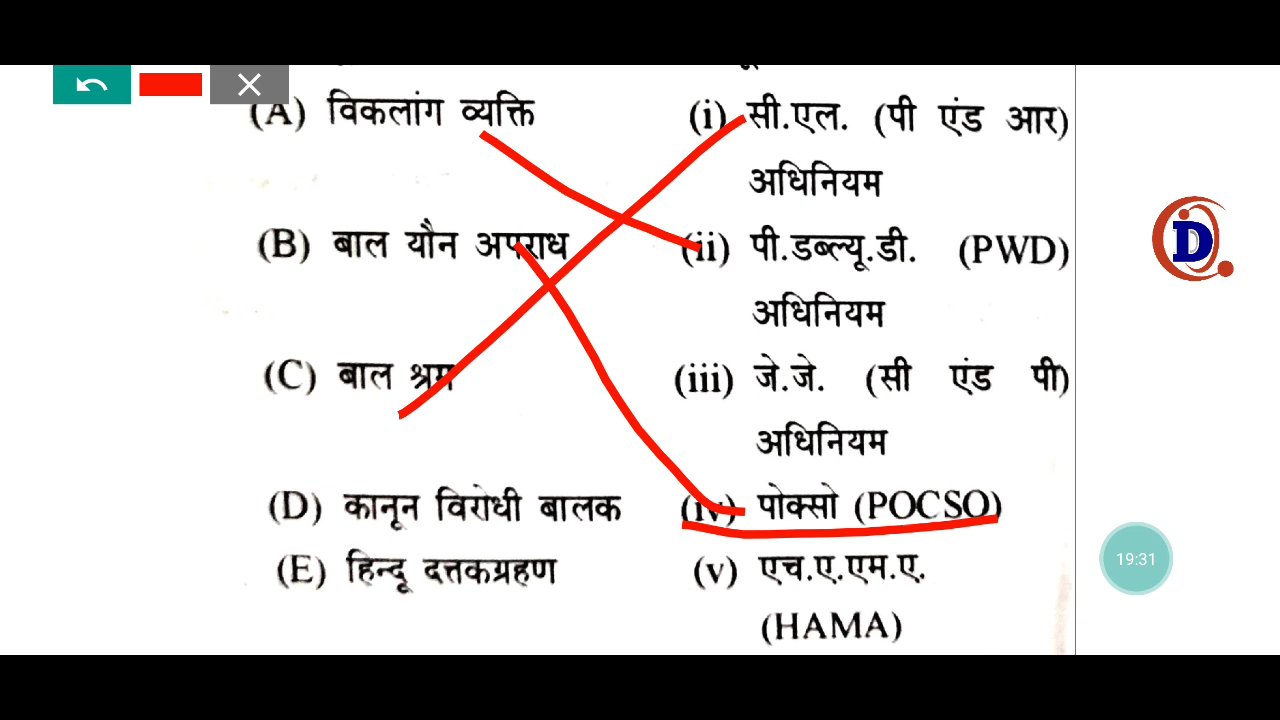 (A) विकलांग व्यक्ति (i) सी.एल. (पी एंड आर)
अधिनियम
(B) बाल यौन अपराध (ii) पी.डब्ल्यू.डी. (PWD)
अधिनियम
(C) बाल श्रम (iii) जे.जे. (सी एंड पी)
अधिनियम
(D) कानून विरोधी बालक (iv) पोक्सो (POCSO)
(E) हिन्दू दत्तकग्रहण (v) एच.ए.एम.ए.
(HAMA)
D
19:31